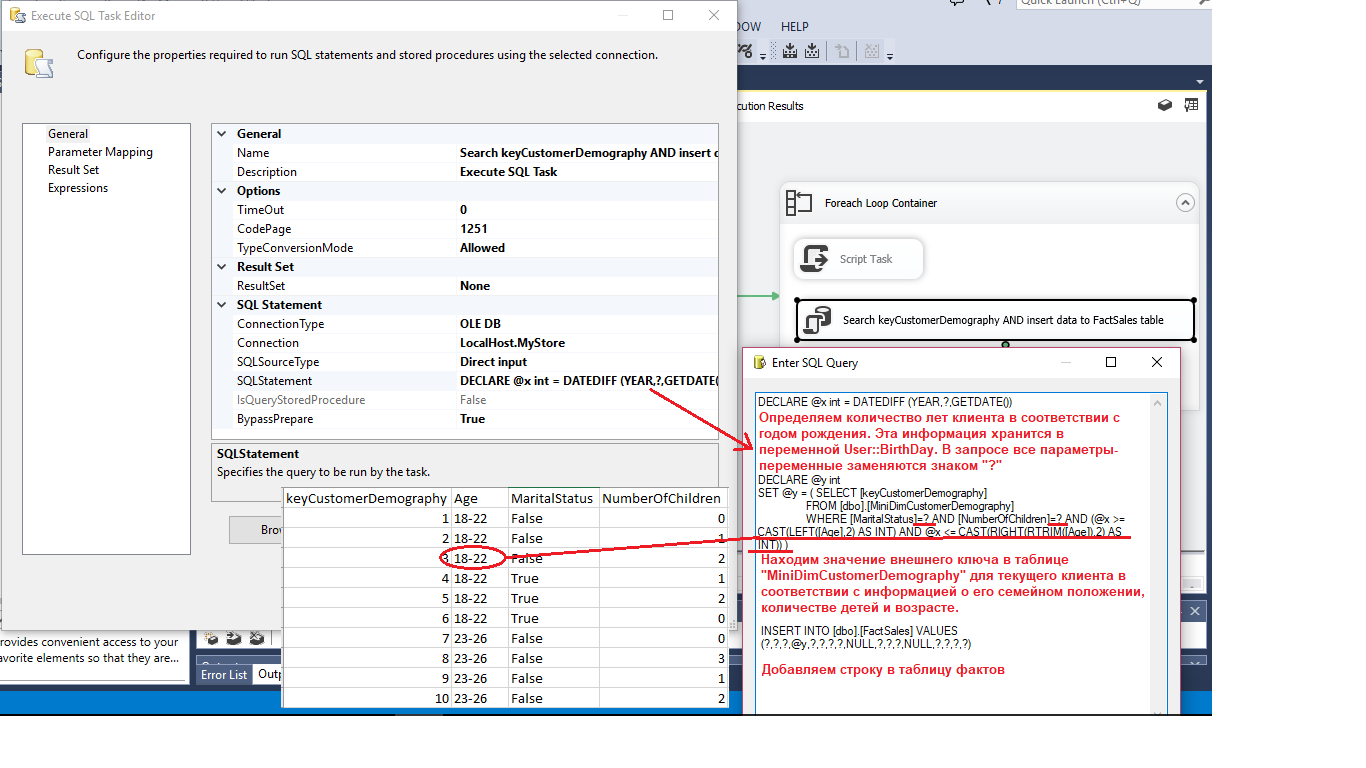 Execute SQL Task Editor
Quick Launch (Ctrl+Q)
DOW HELP
Configure the properties required to run SQL statements and stored procedures using the selected connection.
cution Results
General
Parameter Mapping
Result Set
Expressions
General
Name Search keyCustomerDemography AND insert
Description Execute SQL Task
Options
TimeOut 0
CodePage 1251
TypeConversionMode Allowed
Result Set
ResultSet None
SQL Statement
ConnectionType OLE DB
Connection LocalHost.MyStore
SQLSourceType Direct input
SQLStatement DECLARE @x int = DATEDIFF (YEAR,?,GETDATE(
IsQueryStoredProcedure False
BypassPrepare True
SQLStatement
Specifies the query to be run by the task.
Brow
Foreach Loop Container
Script Task
Search keyCustomerDemography AND insert data to FactSales table
Enter SQL Query
DECLARE @x int = DATEDIFF (YEAR,?,GETDATE())
Определяем количество лет клиента в соответствии с
годом рождения. Эта информация хранится в
переменной User::BirthDay. В запросе все параметры-
переменные заменяются знаком "?"
DECLARE @y int
SET @y = ( SELECT [keyCustomerDemography]
FROM [dbo].[MiniDimCustomerDemography]
WHERE [MaritalStatus]=? AND [NumberOfChildren]=? AND (@x >=
CAST(LEFT([Age],2) AS INT) AND @x <= CAST(RIGHT(RTRIM([Age]),2) AS
INT)) )
Находим значение внешнего ключа в таблице
"MiniDimCustomerDemography" для текущего клиента в
соответствии с информацией о его семейном положении,
количестве детей и возрасте.
INSERT INTO [dbo].[FactSales] VALUES
(?,?,?,@y,?,?,?,?,NULL,?,?,?,NULL,?,?,?,?)
Добавляем строку в таблицу фактов
keyCustomerDemography Age MaritalStatus NumberOfChildren
1 18-22 False 0
2 18-22 False 1
3 18-22 False 2
4 18-22 True 1
5 18-22 True 2
6 18-22 True 0
7 23-26 False 0
8 23-26 False 3
9 23-26 False 1
10 23-26 False 2
rovides convenient access to your
avorite elements so that they are...
Error List Outp